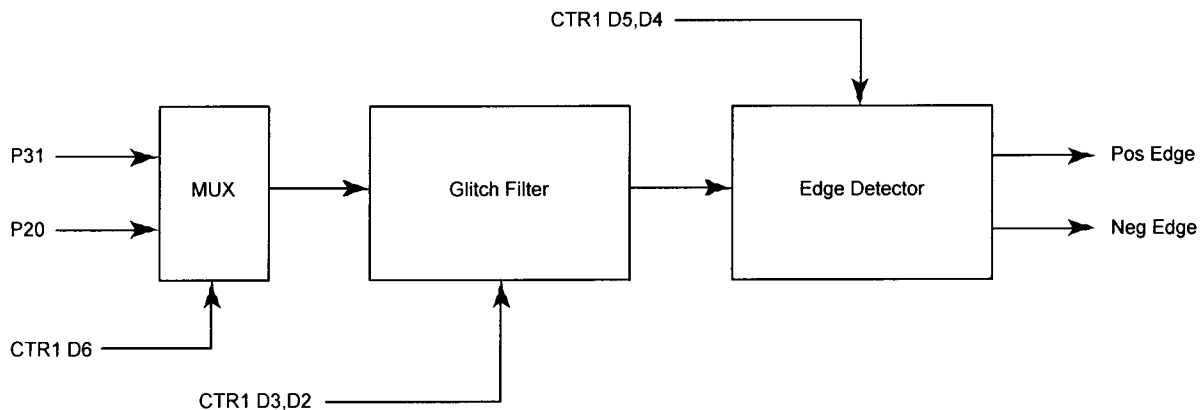 CTR1 D5,D4
P31
MUX
Glitch Filter
Edge Detector
Pos Edge
P20
Neg Edge
CTR1 D6
CTR1 D3,D2